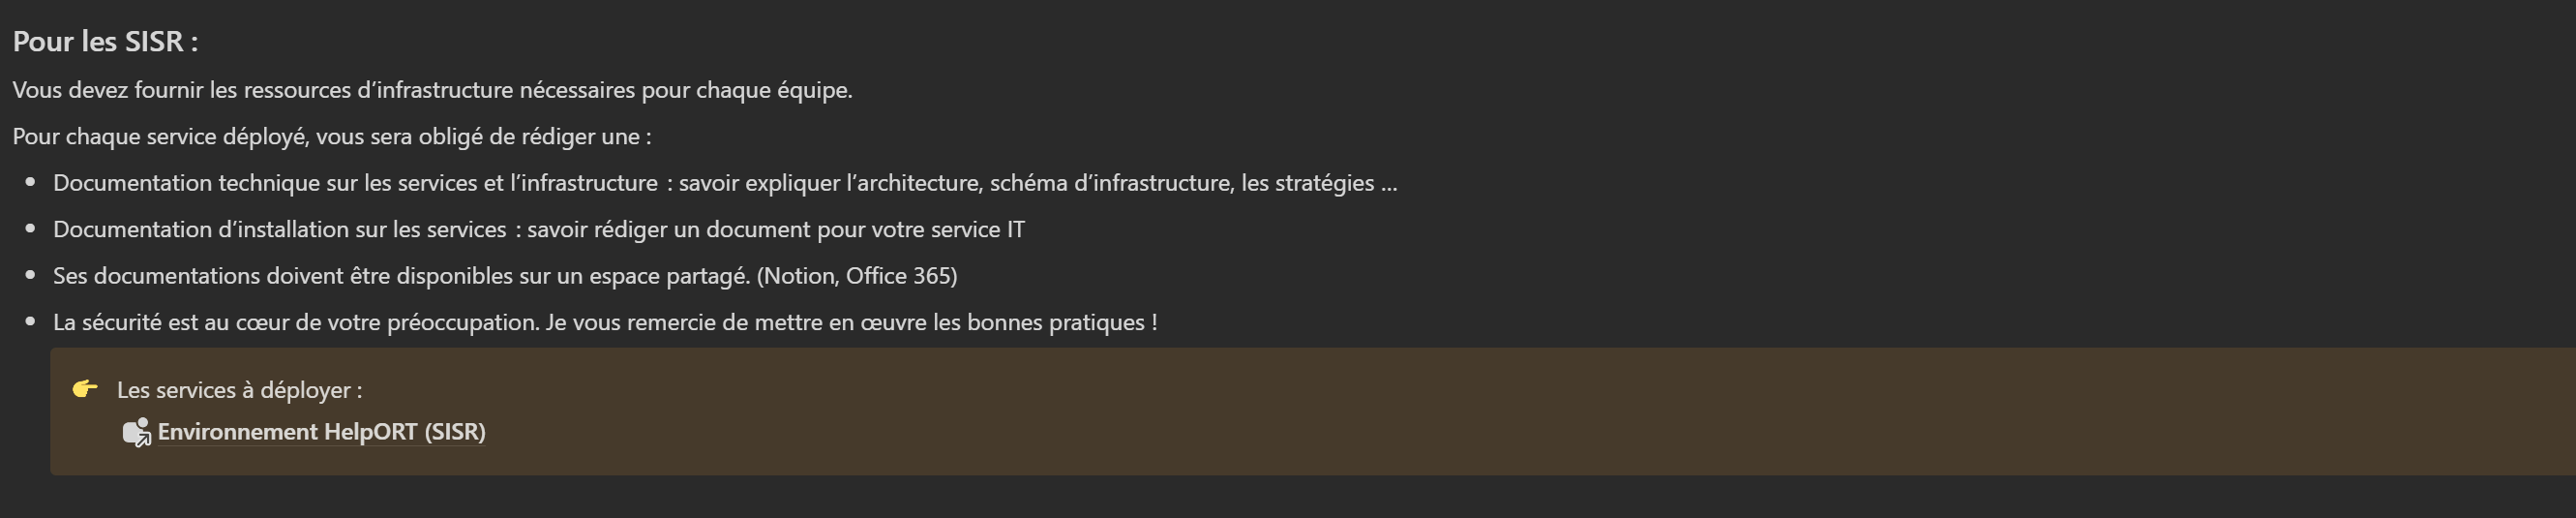 Pour les SISR :
Vous devez fournir les ressources d’infrastructure nécessaires pour chaque équipe.
Pour chaque service déployé, vous sera obligé de rédiger une :
• Documentation technique sur les services et l’infrastructure : savoir expliquer l’architecture, schéma d’infrastructure, les stratégies …
• Documentation d’installation sur les services : savoir rédiger un document pour votre service IT
• Ses documentations doivent être disponibles sur un espace partagé. (Notion, Office 365)
• La sécurité est au cœur de votre préoccupation. Je vous remercie de mettre en œuvre les bonnes pratiques !
👉 Les services à déployer :
Environnement HelpORT (SISR)